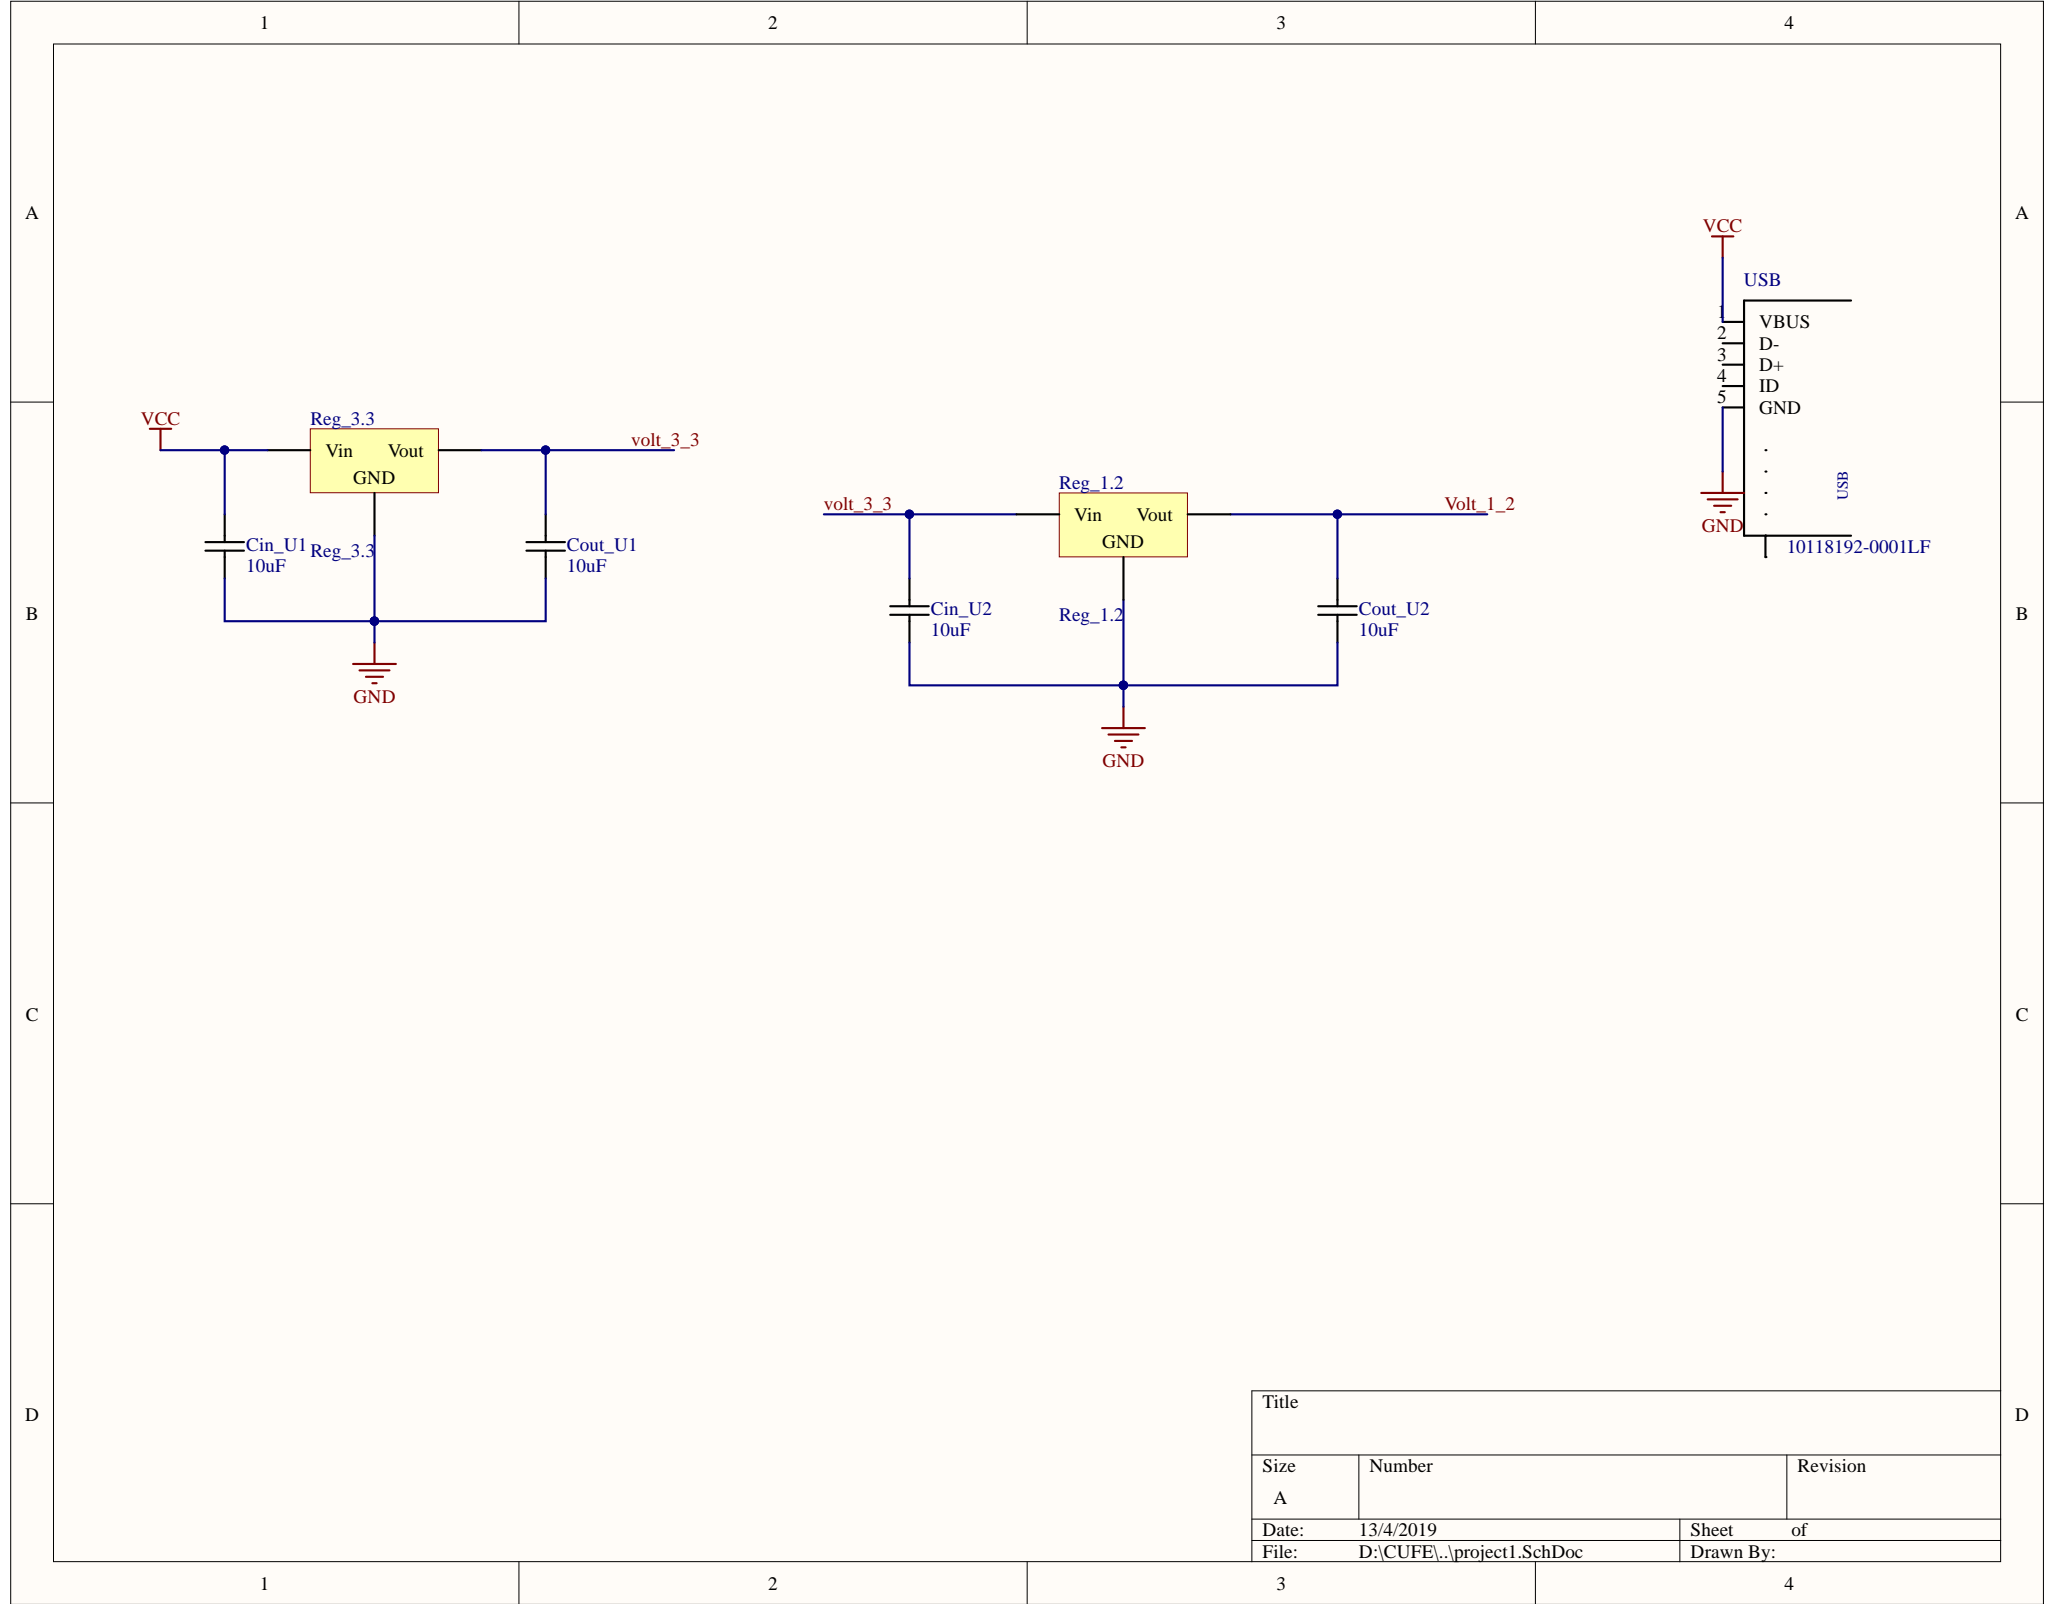 1 2 3 4
A A
VCC
USB
1 VBUS
2 D-
3 D+
4 ID
5 GND
USB
GND
10118192-0001LF
VCC
Reg_3.3
volt_3_3
Vin Vout
GND
Cin_U1
10uF
Reg_3.3
Cout_U1
10uF
GND
volt_3_3
Reg_1.2
Volt_1_2
Vin Vout
GND
Cin_U2
10uF
Reg_1.2
Cout_U2
10uF
GND
B B
C C
D D
Title
Size Number Revision
A
Date: 13/4/2019 Sheet of
File: D:\CUFE\..\project1.SchDoc Drawn By:
1 2 3 4